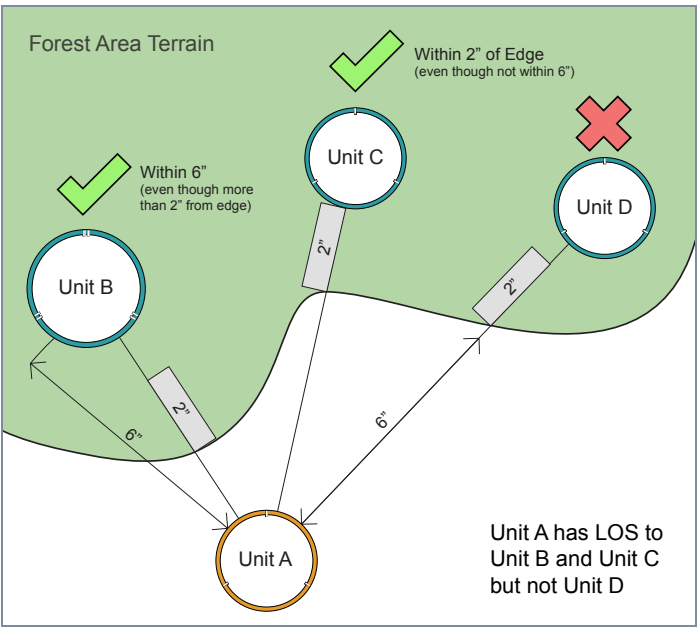 Forest Area Terrain
Within 2” of Edge
(even though not within 6”)
Unit C
Within 6”
(even though more
than 2” from edge)
Unit D
2”
2”
Unit B
2”
6”
6”
Unit A
Unit A has LOS to
Unit B and Unit C
but not Unit D